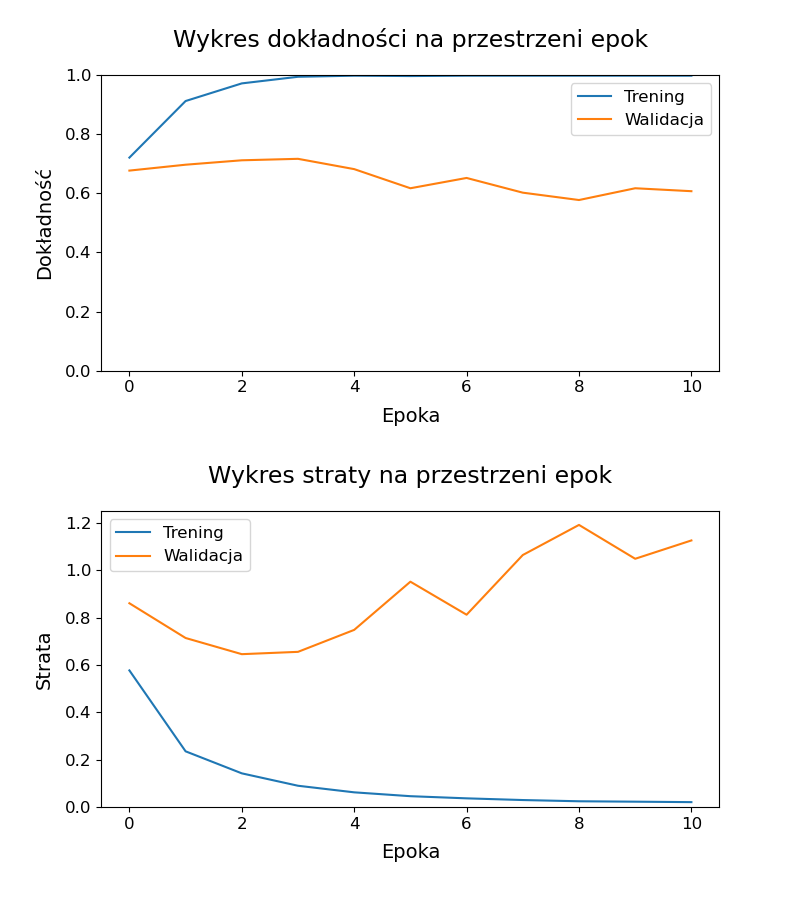 Wykres dokładności na przestrzeni epok
1.0
0.8
0.6
0.4
0.2
0.0
Dokładność
Trening
Walidacja
0 2 4 6 8 10
Epoka
Wykres straty na przestrzeni epok
1.2
1.0
0.8
0.6
0.4
0.2
0.0
Strata
Trening
Walidacja
0 2 4 6 8 10
Epoka